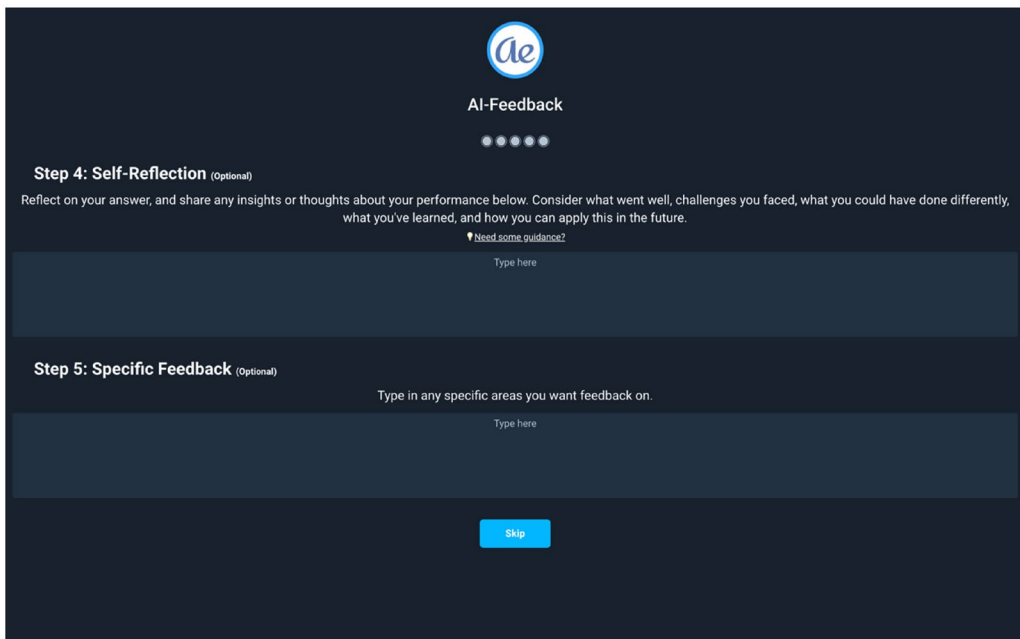 ae
AI-Feedback
Step 4: Self-Reflection (Optional)
Reflect on your answer, and share any insights or thoughts about your performance below. Consider what went well, challenges you faced, what you could have done differently,
what you've learned, and how you can apply this in the future.
Need some guidance?
Type here
Step 5: Specific Feedback (Optional)
Type in any specific areas you want feedback on.
Type here
Skip